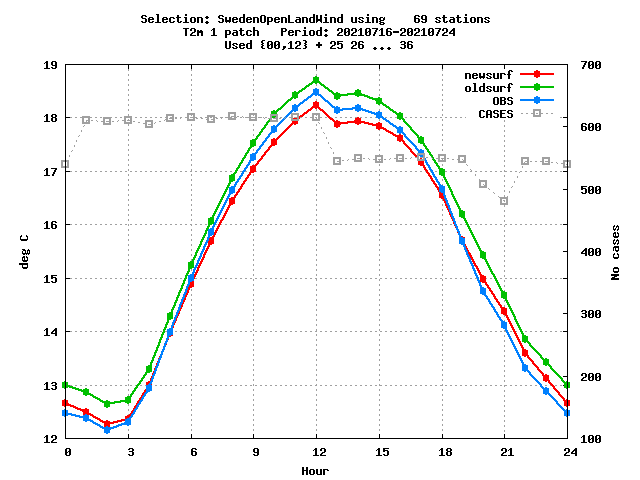 Selection: SwedenOpenLandWind using    69 stations
T2m 1 patch   Period: 20210716-20210724
Used {00,12} + 25 26 ... 36
newsurf
oldsurf
OBS
CASES
19
18
17
16
15
14
13
12
deg C
700
600
500
400
300
200
100
No cases
0 3 6 9 12 15 18 21 24
Hour